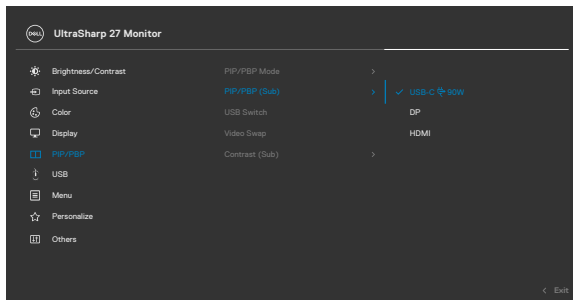 DELL
UltraSharp 27 Monitor
Brightness/Contrast
Input Source
Color
Display
PIP/PBP
USB
Menu
Personalize
Others
PIP/PBP Mode
PIP/PBP (Sub)
USB Switch
Video Swap
Contrast (Sub)
USB-C 90W
DP
HDMI
Exit